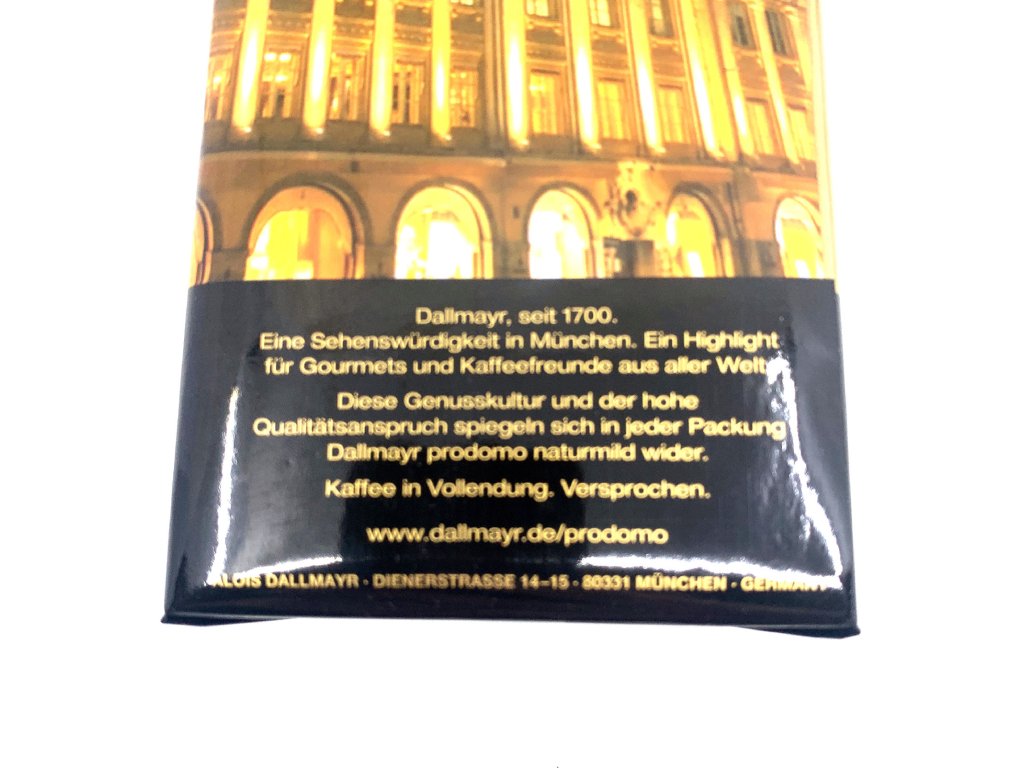 Dallmayr, seit 1700.
Eine Sehenswürdigkeit in München. Ein Highlight
für Gourmets und Kaffeefreunde aus aller Welt.
Diese Genusskultur und der hohe
Qualitätsanspruch spiegeln sich in jeder Packung
Dallmayr prodomo naturmild wider.
Kaffee in Vollendung. Versprochen.
www.dallmayr.de/prodomo
ALOIS DALLMAYR · DIENERSTRASSE 14–15 · 80331 MÜNCHEN · GERMANY